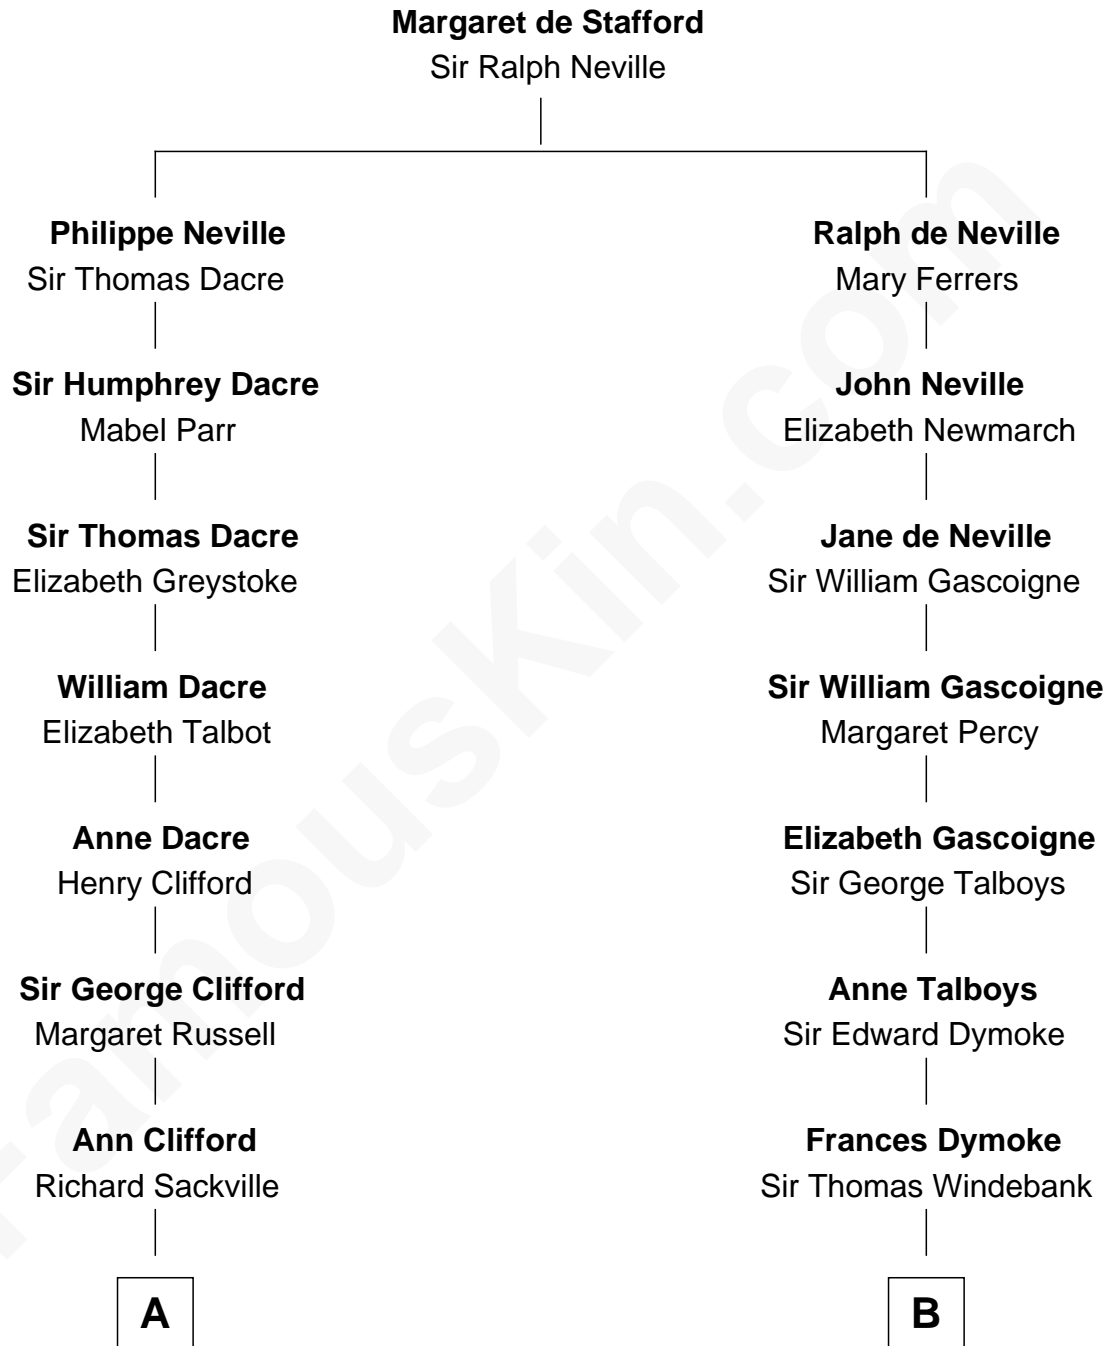 Margaret de Stafford
Sir Ralph Neville
Philippe Neville
Sir Thomas Dacre
Ralph de Neville
Mary Ferrers
Sir Humphrey Dacre
Mabel Parr
John Neville
Elizabeth Newmarch
Sir Thomas Dacre
Elizabeth Greystoke
Jane de Neville
Sir William Gascoigne
William Dacre
Elizabeth Talbot
Sir William Gascoigne
Margaret Percy
Anne Dacre
Henry Clifford
Elizabeth Gascoigne
Sir George Talboys
Sir George Clifford
Margaret Russell
Anne Talboys
Sir Edward Dymoke
Ann Clifford
Richard Sackville
Frances Dymoke
Sir Thomas Windebank
A
B
FamousKin.com